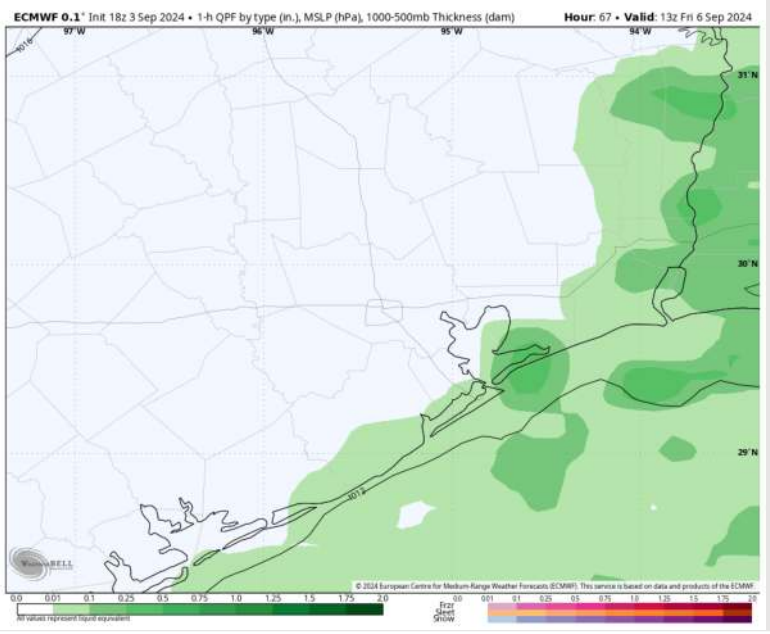 ECMWF 0.1° Init 18z 3 Sep 2024 • 1-h QPF by type (in.), MSLP (hPa), 1000-500mb Thickness (dam) Hour: 67 • Valid: 13z Fri 6 Sep 2024
97°W 96°W 95°W 94°W
1016
31°N
30°N
29°N
1012
WEATHERBELL
© 2024 European Centre for Medium-Range Weather Forecasts (ECMWF). This service is based on data and products of the ECMWF.
0.0 0.01 0.1 0.25 0.5 0.75 1.0 1.25 1.5 1.75 2.0 0.0 0.01 0.1 0.25 0.5 0.75 1.0 1.25 1.5 1.75 2.0
All values represent liquid equivalent
Frzr
Sleet
Snow